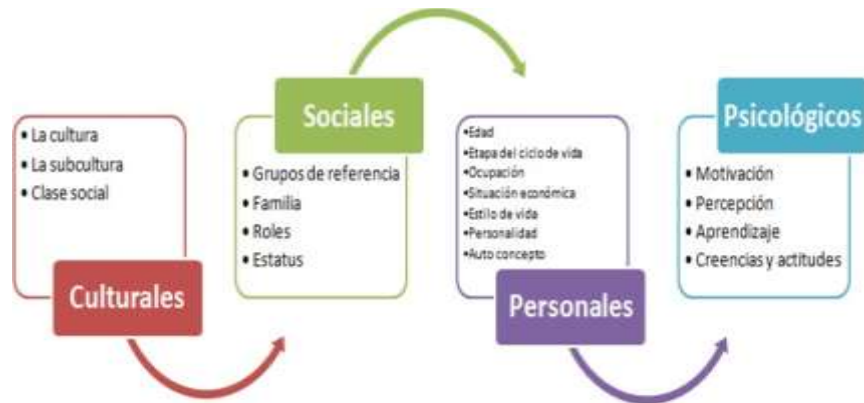 • La cultura
• La subcultura
• Clase social
Culturales
Sociales
• Grupos de referencia
• Familia
• Roles
• Estatus
•Edad
•Etapa del ciclo de vida
•Ocupación
•Situación económica
•Estilo de vida
•Personalidad
•Auto concepto
Personales
Psicológicos
• Motivación
• Percepción
• Aprendizaje
• Creencias y actitudes